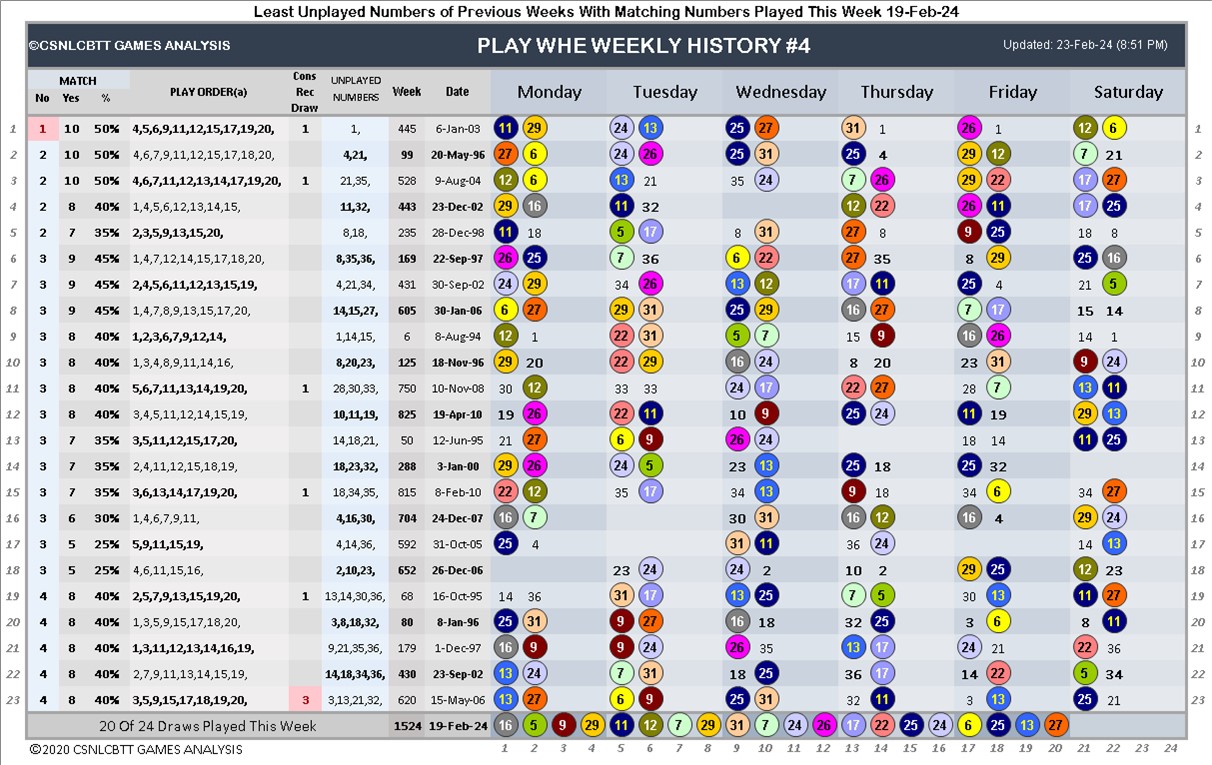 Least Unplayed Numbers of Previous Weeks With Matching Numbers Played This Week 19-Feb-24
©CSNLCBTT GAMES ANALYSIS PLAY WHE WEEKLY HISTORY #4 Updated: 23-Feb-24 (8:51 PM)
MATCH
No Yes % PLAY ORDER(a) Cons Rec Draw UNPLAYED NUMBERS Week Date Monday Tuesday Wednesday Thursday Friday Saturday
1 1 10 50% 4,5,6,9,11,12,15,17,19,20, 1 1, 445 6-Jan-03 11 29 24 13 25 27 31 1 26 1 12 6 1
2 2 10 50% 4,6,7,9,11,12,15,17,18,20, 4,21, 99 20-May-96 27 6 24 26 25 31 25 4 29 12 7 21 2
3 2 10 50% 4,6,7,11,12,13,14,17,19,20, 1 21,35, 528 9-Aug-04 12 6 13 21 35 24 7 26 29 22 17 27 3
4 2 8 40% 1,4,5,6,12,13,14,15, 11,32, 443 23-Dec-02 29 16 11 32 12 22 26 11 17 25 4
5 2 7 35% 2,3,5,9,13,15,20, 8,18, 235 28-Dec-98 11 18 5 17 8 31 27 8 9 25 18 8 5
6 3 9 45% 1,4,7,12,14,15,17,18,20, 8,35,36, 169 22-Sep-97 26 25 7 36 6 22 27 35 8 29 25 16 6
7 3 9 45% 2,4,5,6,11,12,13,15,19, 4,21,34, 431 30-Sep-02 24 29 34 26 13 12 17 11 25 4 21 5 7
8 3 9 45% 1,4,7,8,9,13,15,17,20, 14,15,27, 605 30-Jan-06 6 27 29 31 25 29 16 27 7 17 15 14 8
9 3 8 40% 1,2,3,6,7,9,12,14, 1,14,15, 6 8-Aug-94 12 1 22 31 5 7 15 9 16 26 14 1 9
10 3 8 40% 1,3,4,8,9,11,14,16, 8,20,23, 125 18-Nov-96 29 20 22 29 16 24 8 20 23 31 9 24 10
11 3 8 40% 5,6,7,11,13,14,19,20, 1 28,30,33, 750 10-Nov-08 30 12 33 33 24 17 22 27 28 7 13 11 11
12 3 8 40% 3,4,5,11,12,14,15,19, 10,11,19, 825 19-Apr-10 19 26 22 11 10 9 25 24 11 19 29 13 12
13 3 7 35% 3,5,11,12,15,17,20, 14,18,21, 50 12-Jun-95 21 27 6 9 26 24 18 14 11 25 13
14 3 7 35% 2,4,11,12,15,18,19, 18,23,32, 288 3-Jan-00 29 26 24 5 23 13 25 18 25 32 14
15 3 7 35% 3,6,13,14,17,19,20, 1 18,34,35, 815 8-Feb-10 22 12 35 17 34 13 9 18 34 6 34 27 15
16 3 6 30% 1,4,6,7,9,11, 4,16,30, 704 24-Dec-07 16 7 30 31 16 12 16 4 29 24 16
17 3 5 25% 5,9,11,15,19, 4,14,36, 592 31-Oct-05 25 4 31 11 36 24 14 13 17
18 3 5 25% 4,6,11,15,16, 2,10,23, 652 26-Dec-06 23 24 24 2 10 2 29 25 12 23 18
19 4 8 40% 2,5,7,9,13,15,19,20, 1 13,14,30,36, 68 16-Oct-95 14 36 31 17 13 25 7 5 30 13 11 27 19
20 4 8 40% 1,3,5,9,15,17,18,20, 3,8,18,32, 80 8-Jan-96 25 31 9 27 16 18 32 25 3 6 8 11 20
21 4 8 40% 1,3,11,12,13,14,16,19, 9,21,35,36, 179 1-Dec-97 16 9 9 24 26 35 13 17 24 21 22 36 21
22 4 8 40% 2,7,9,11,13,14,15,19, 14,18,34,36, 430 23-Sep-02 13 24 7 31 18 25 36 17 14 22 5 34 22
23 4 8 40% 3,5,9,15,17,18,19,20, 3 3,13,21,32, 620 15-May-06 13 27 6 9 25 31 32 11 3 13 25 21 23
20 Of 24 Draws Played This Week 1524 19-Feb-24 16 5 9 29 11 12 7 29 31 7 24 26 17 22 25 24 6 25 13 27
©2020 CSNLCBTT GAMES ANALYSIS 1 2 3 4 5 6 7 8 9 10 11 12 13 14 15 16 17 18 19 20 21 22 23 24